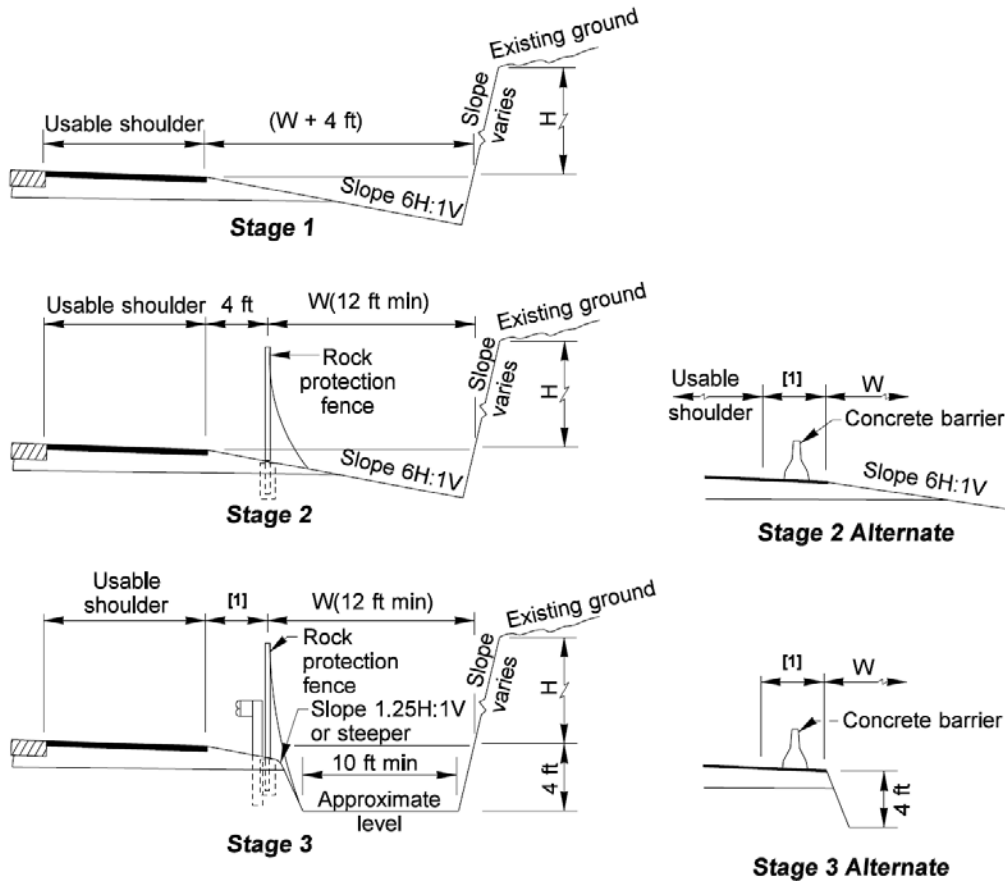 Existing ground
Slope
varies
H
Usable shoulder
(W + 4 ft)
Slope 6H:1V
Stage 1
Usable shoulder
4 ft
W(12 ft min)
Existing ground
Rock
protection
fence
Slope
varies
H
Slope 6H:1V
Stage 2
Usable
shoulder
[1]
W
Concrete barrier
Slope 6H:1V
Stage 2 Alternate
Usable
shoulder
[1]
W(12 ft min)
Existing ground
Rock
protection
fence
Slope
varies
H
Slope 1.25H:1V
or steeper
10 ft min
4 ft
Approximate
level
Stage 3
[1]
W
Concrete barrier
4 ft
Stage 3 Alternate